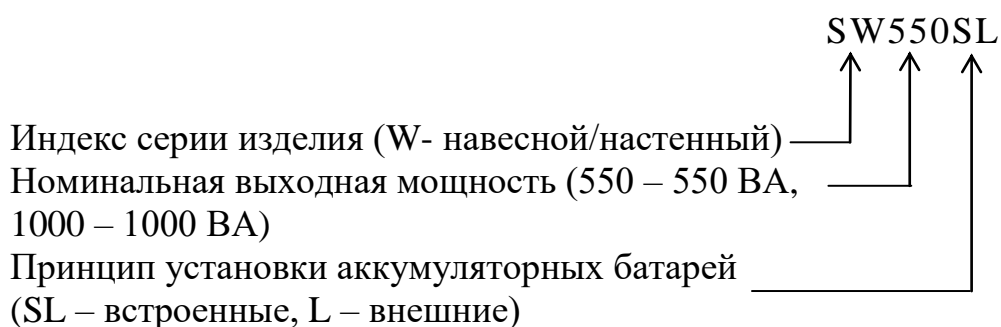 SW550SL
Индекс серии изделия (W- навесной/настенный)
Номинальная выходная мощность (550 – 550 ВА,
1000 – 1000 ВА)
Принцип установки аккумуляторных батарей
(SL – встроенные, L – внешние)